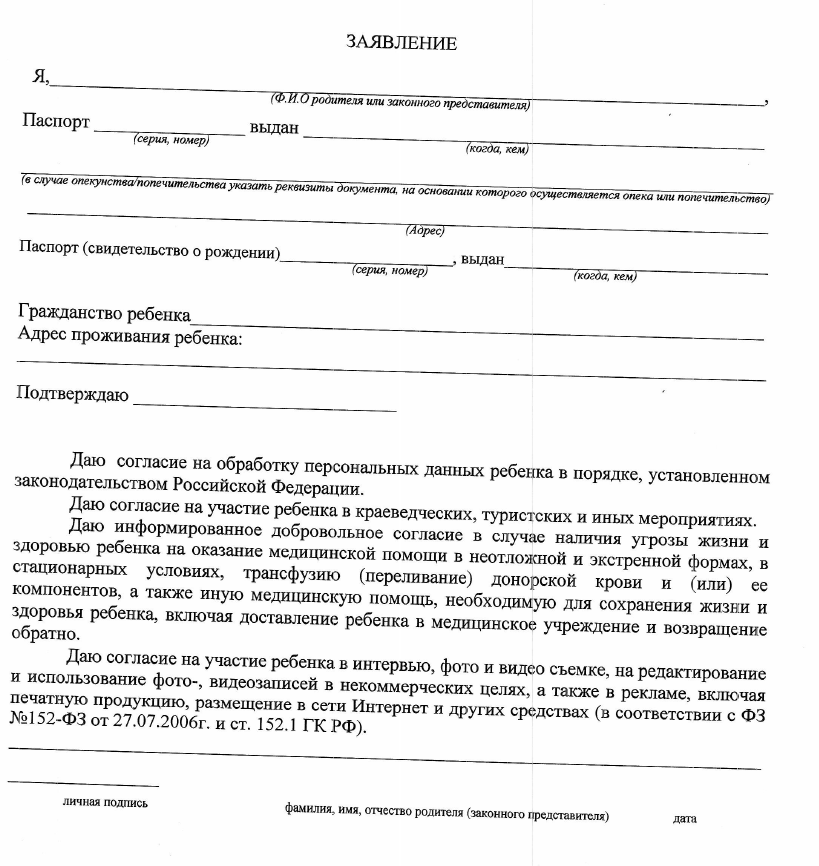 ЗАЯВЛЕНИЕ
Я,___,
(Ф.И.О родителя или законного представителя)
Паспорт ___ выдан ___
(серия, номер) (когда, кем)
(в случае опекунства/попечительства указать реквизиты документа, на основании которого осуществляется опека или попечительство)
(Адрес)
Паспорт (свидетельство о рождении)___, выдан___
(серия, номер) (когда, кем)
Гражданство ребенка___
Адрес проживания ребенка:
Подтверждаю ___
Даю согласие на обработку персональных данных ребенка в порядке, установленном
законодательством Российской Федерации.
Даю согласие на участие ребенка в краеведческих, туристских и иных мероприятиях.
Даю информированное добровольное согласие в случае наличия угрозы жизни и
здоровью ребенка на оказание медицинской помощи в неотложной и экстренной формах, в
стационарных условиях, трансфузию (переливание) донорской крови и (или) ее
компонентов, а также иную медицинскую помощь, необходимую для сохранения жизни и
здоровья ребенка, включая доставление ребенка в медицинское учреждение и возвращение
обратно.
Даю согласие на участие ребенка в интервью, фото и видео съемке, на редактирование
и использование фото-, видеозаписей в некоммерческих целях, а также в рекламе, включая
печатную продукцию, размещение в сети Интернет и других средствах (в соответствии с ФЗ
№152-ФЗ от 27.07.2006г. и ст. 152.1 ГК РФ).
личная подпись фамилия, имя, отчество родителя (законного представителя) дата